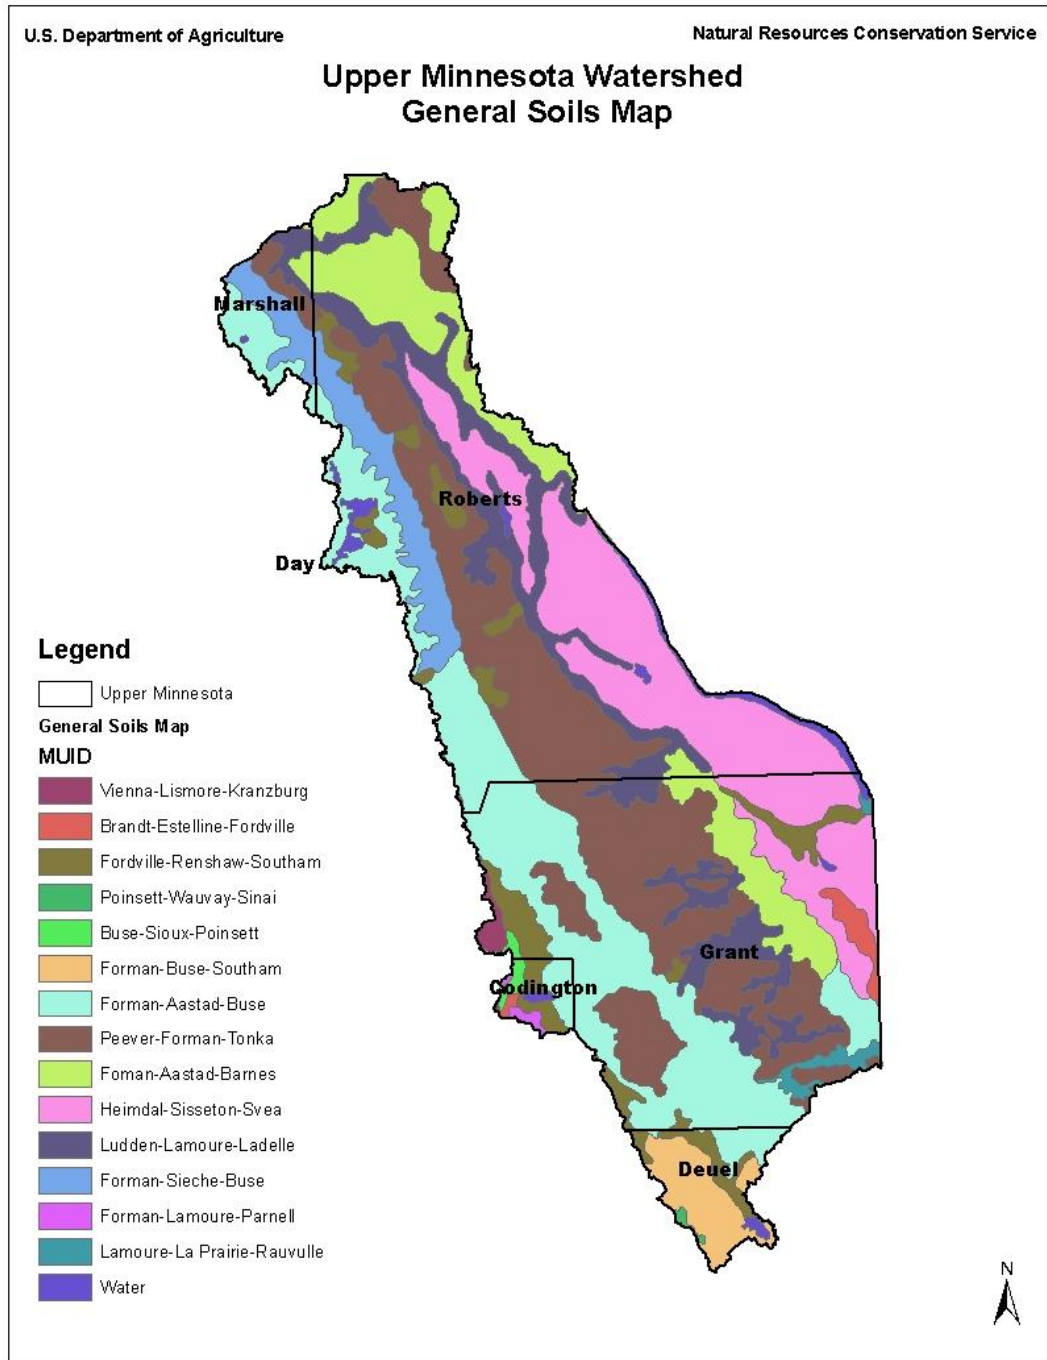 U.S. Department of Agriculture
Natural Resources Conservation Service
Upper Minnesota Watershed
General Soils Map
Marshall
Roberts
Day
Grant
Codington
Deuel
Legend
Upper Minnesota
General Soils Map
MUID
Vienna-Lismore-Kranzburg
Brandt-Estelline-Fordville
Fordville-Renshaw-Southam
Poinsett-Wauvay-Sinai
Buse-Sioux-Poinsett
Forman-Buse-Southam
Forman-Aastad-Buse
Peever-Forman-Tonka
Foman-Aastad-Barnes
Heimdal-Sisseton-Svea
Ludden-Lamoure-Ladelle
Forman-Sieche-Buse
Forman-Lamoure-Parnell
Lamoure-La Prairie-Rauvulle
Water
N